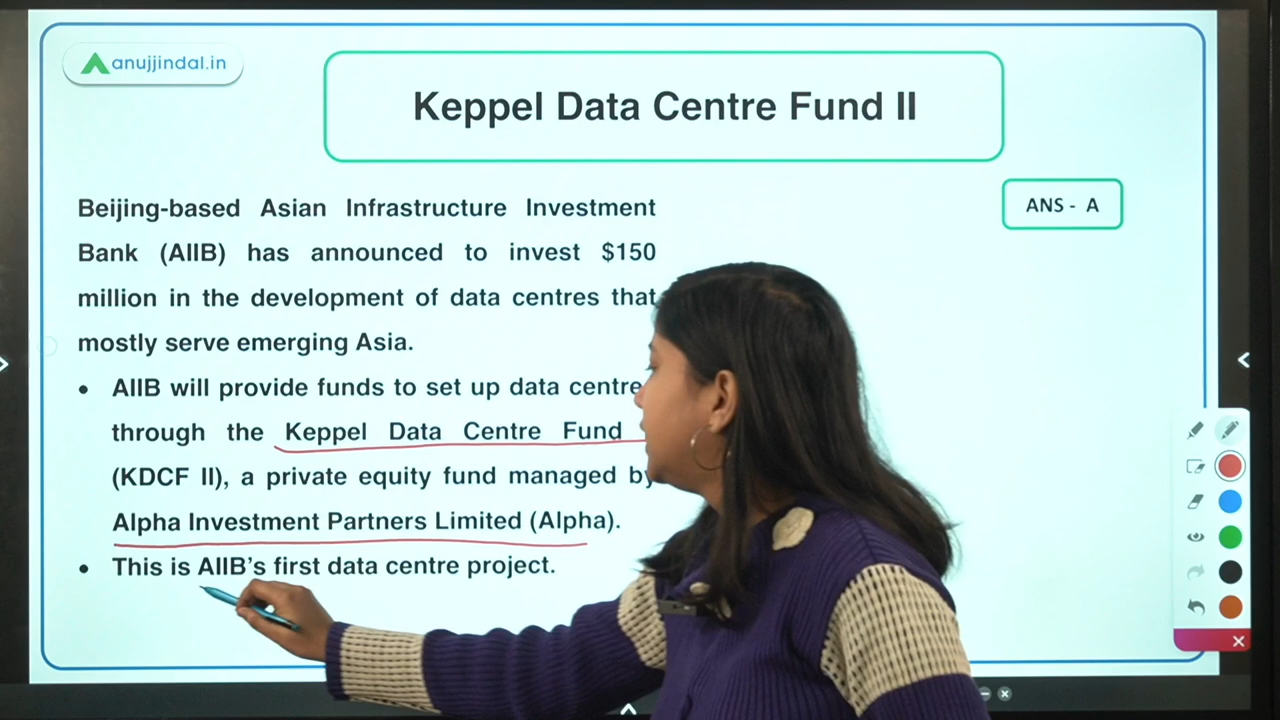 anujjindal.in
Keppel Data Centre Fund II
ANS - A
Beijing-based Asian Infrastructure Investment
Bank (AIIB) has announced to invest $150
million in the development of data centres that
mostly serve emerging Asia.
• AIIB will provide funds to set up data centre
through the Keppel Data Centre Fund
(KDCF II), a private equity fund managed by
Alpha Investment Partners Limited (Alpha).
• This is AIIB's first data centre project.